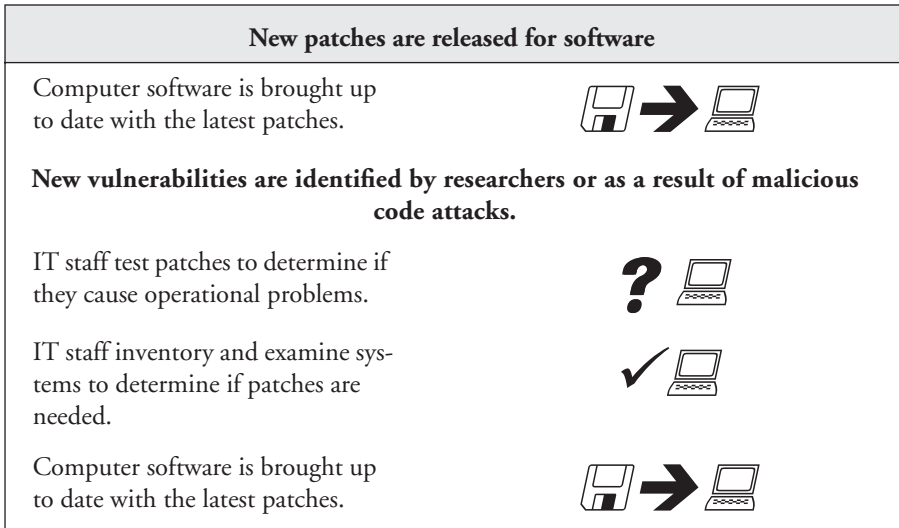 New patches are released for software
Computer software is brought up
to date with the latest patches.
New vulnerabilities are identified by researchers or as a result of malicious
code attacks.
IT staff test patches to determine if
they cause operational problems.
IT staff inventory and examine sys-
tems to determine if patches are
needed.
Computer software is brought up
to date with the latest patches.